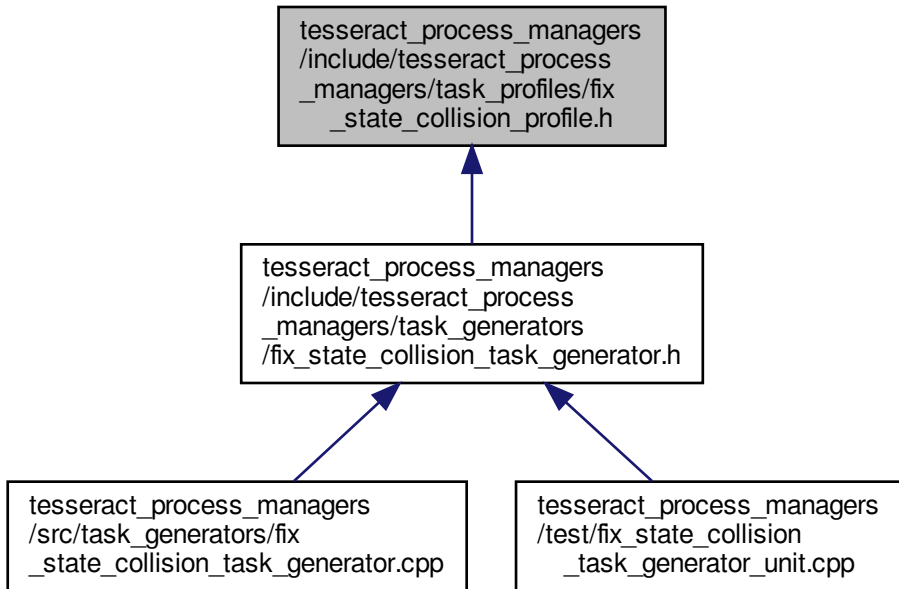 tesseract_process_managers
/include/tesseract_process
_managers/task_profiles/fix
_state_collision_profile.h
tesseract_process_managers
/include/tesseract_process
_managers/task_generators
/fix_state_collision_task_generator.h
tesseract_process_managers
/src/task_generators/fix
_state_collision_task_generator.cpp
tesseract_process_managers
/test/fix_state_collision
_task_generator_unit.cpp